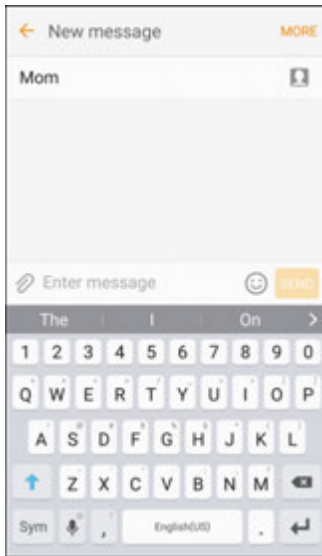 New message MORE
Mom
Enter message SEND
The I On
1 2 3 4 5 6 7 8 9 0
Q W E R T Y U I O P
A S D F G H J K L
Z X C V B N M
Sym , English(US) .